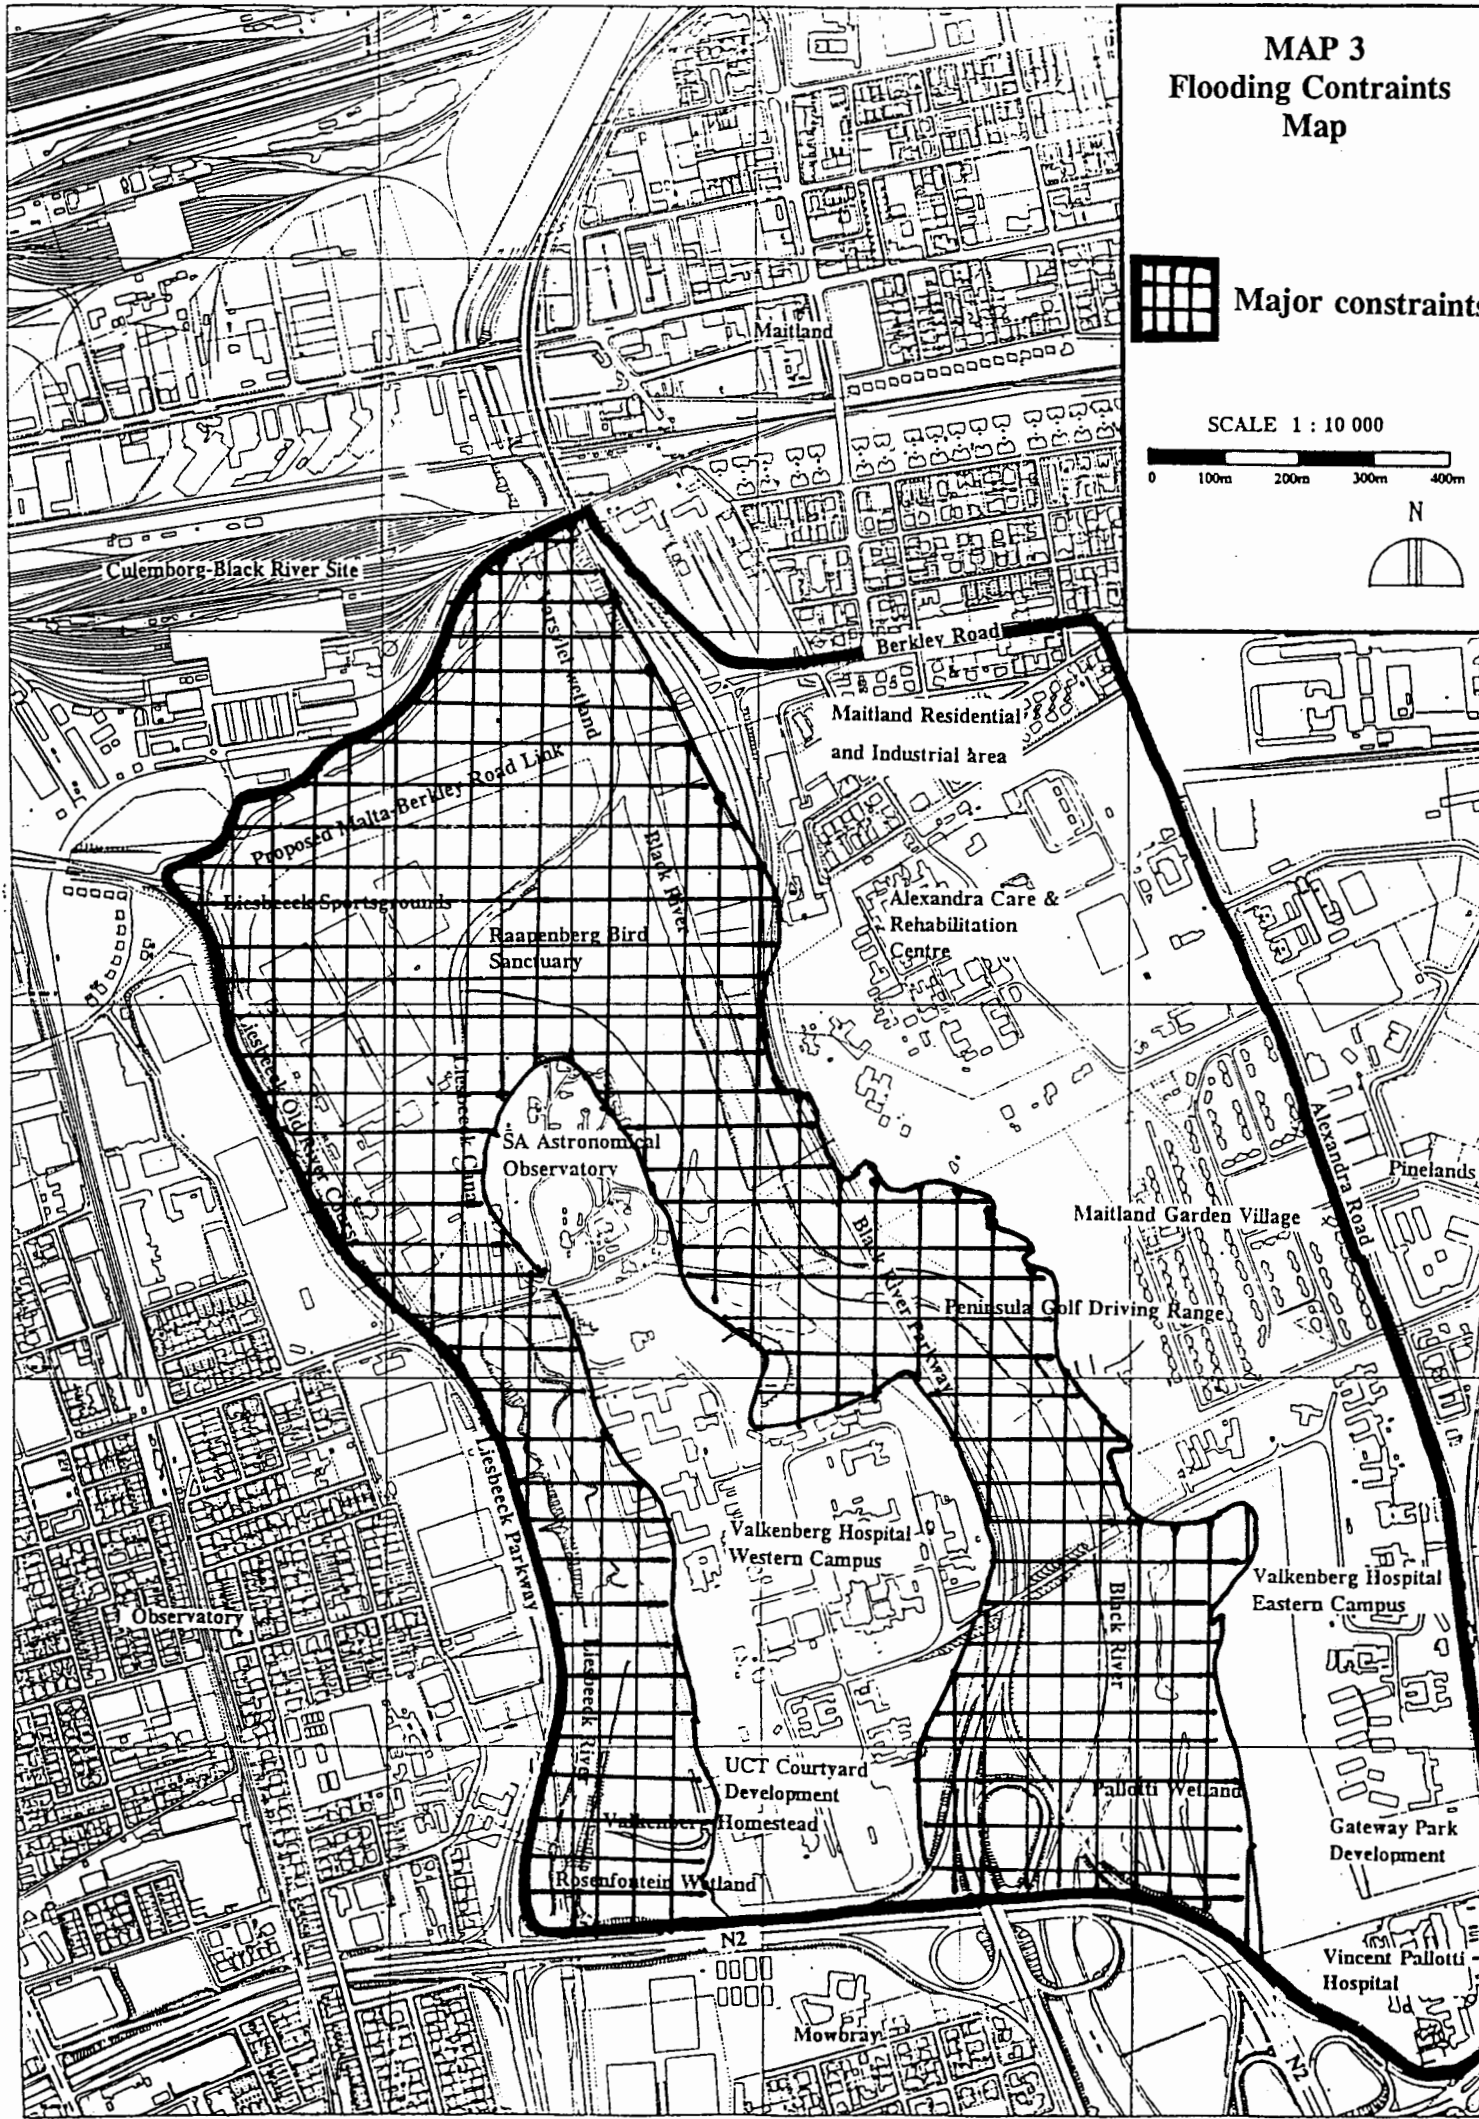 MAP 3
Flooding Contraints
Map
Major constraints
SCALE 1 : 10 000
0 100m 200m 300m 400m
N
Maitland
Culemborg-Black River Site
Berkley Road
Maitland Residential
and Industrial area
Proposed Malta-Berkley Road Link
Black River
Liesbeeck Sportsgrounds
Raapenberg Bird
Sanctuary
Alexandra Care &
Rehabilitation
Centre
Liesbeeck Old River Course
SA Astronomical
Observatory
Alexandra Road
Pinelands
Maitland Garden Village
Black River Parkway
Peninsula Golf Driving Range
Liesbeeck Parkway
Valkenberg Hospital
Western Campus
Black River
Valkenberg Hospital
Eastern Campus
Observatory
Liesbeeck River
UCT Courtyard
Development
Pallotti Wetland
Valkenberg Homestead
Gateway Park
Development
Rosenfontein Wetland
N2
Vincent Pallotti
Hospital
Mowbray
N2